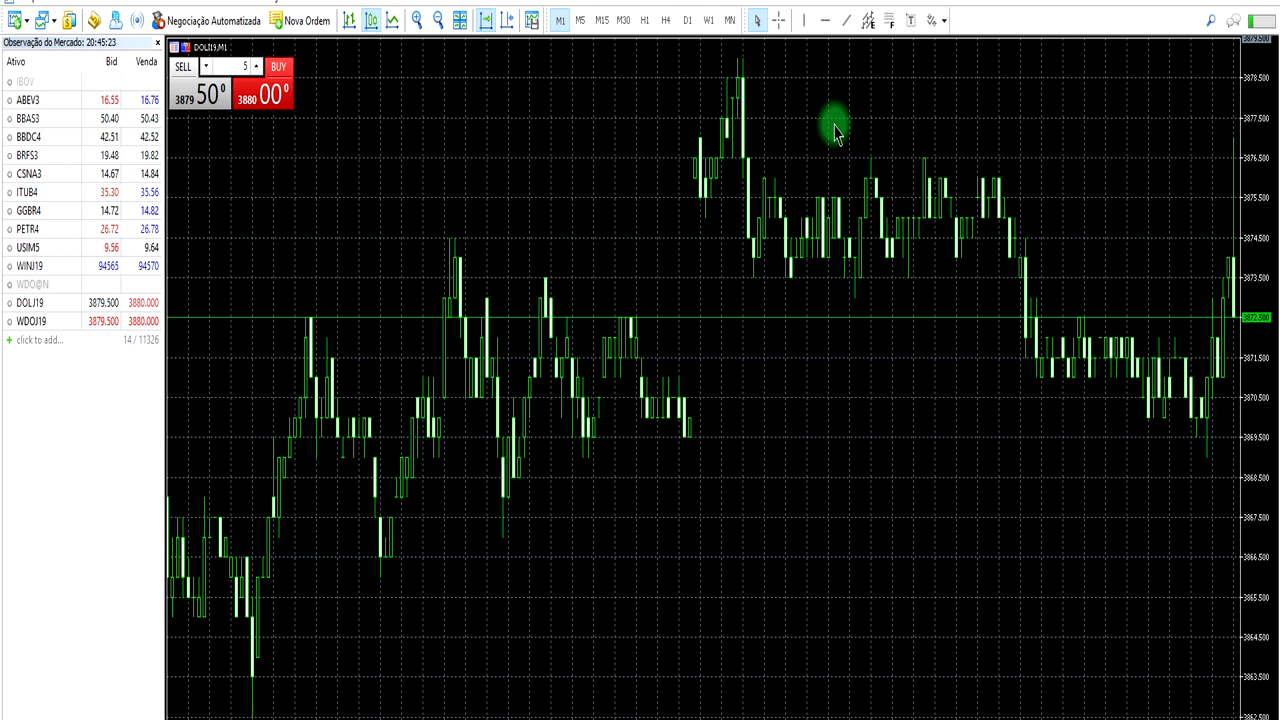 Negociação Automatizada Nova Ordem M1 M5 M15 M30 H1 H4 D1 W1 MN
Observação do Mercado: 20:45:23 ×
Ativo Bid Venda
IBOV
ABEV3 16.55 16.76
BBAS3 50.40 50.43
BBDC4 42.51 42.52
BRFS3 19.48 19.82
CSNA3 14.67 14.84
ITUB4 35.30 35.56
GGBR4 14.72 14.82
PETR4 26.72 26.78
USIM5 9.56 9.64
WINJ19 94565 94570
WDO@N
DOLJ19 3879.500 3880.000
WDOJ19 3879.500 3880.000
click to add... 14 / 11326
DOLJ19,M1
SELL 5 BUY
3879 50⁰ 3880 00⁰
3879.500
3878.500
3877.500
3876.500
3875.500
3874.500
3873.500
3872.500
3871.500
3870.500
3869.500
3868.500
3867.500
3866.500
3865.500
3864.500
3863.500
3862.500